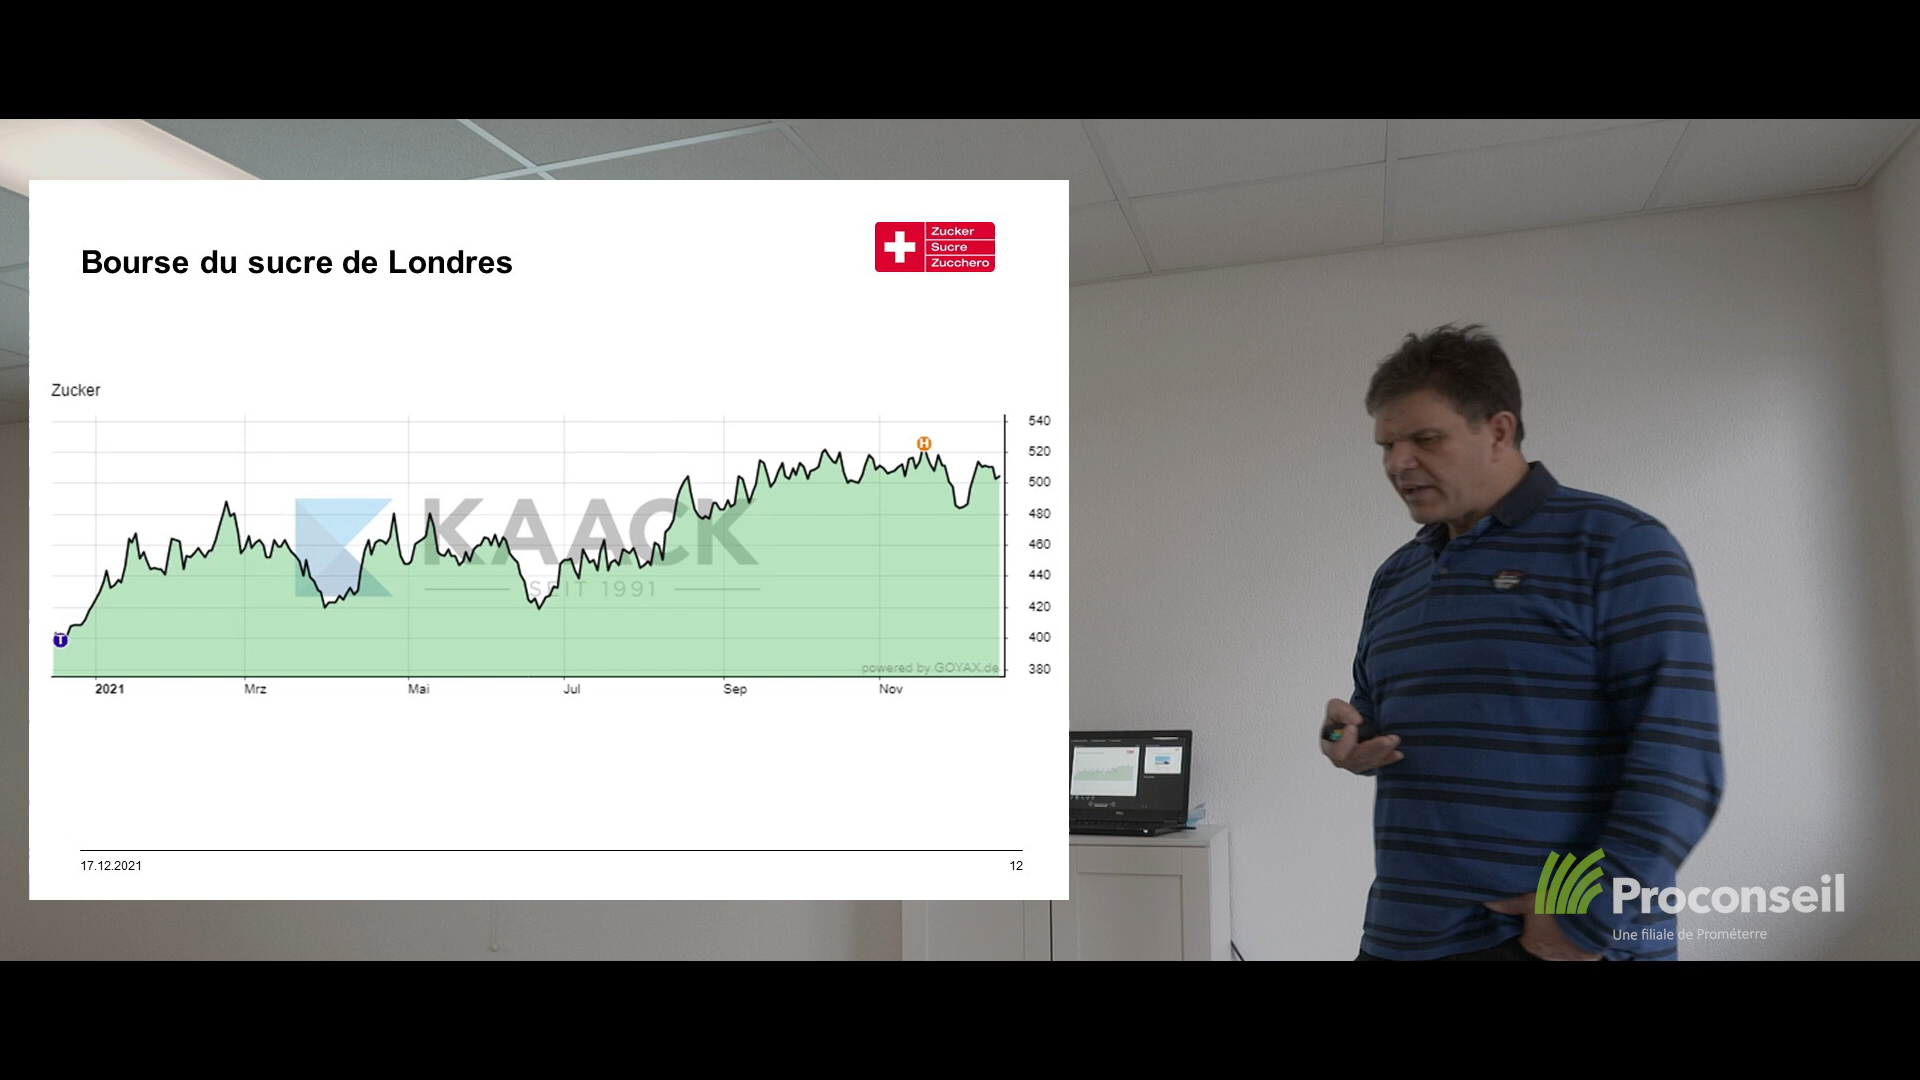 Bourse du sucre de Londres
Zucker
Sucre
Zucchero
Zucker
540
520
500
480
460
440
420
400
380
H
T
KAACK
SEIT 1991
powered by GOYAX.de
2021 Mrz Mai Jul Sep Nov
17.12.2021 12
Proconseil
Une filiale de Prométerre